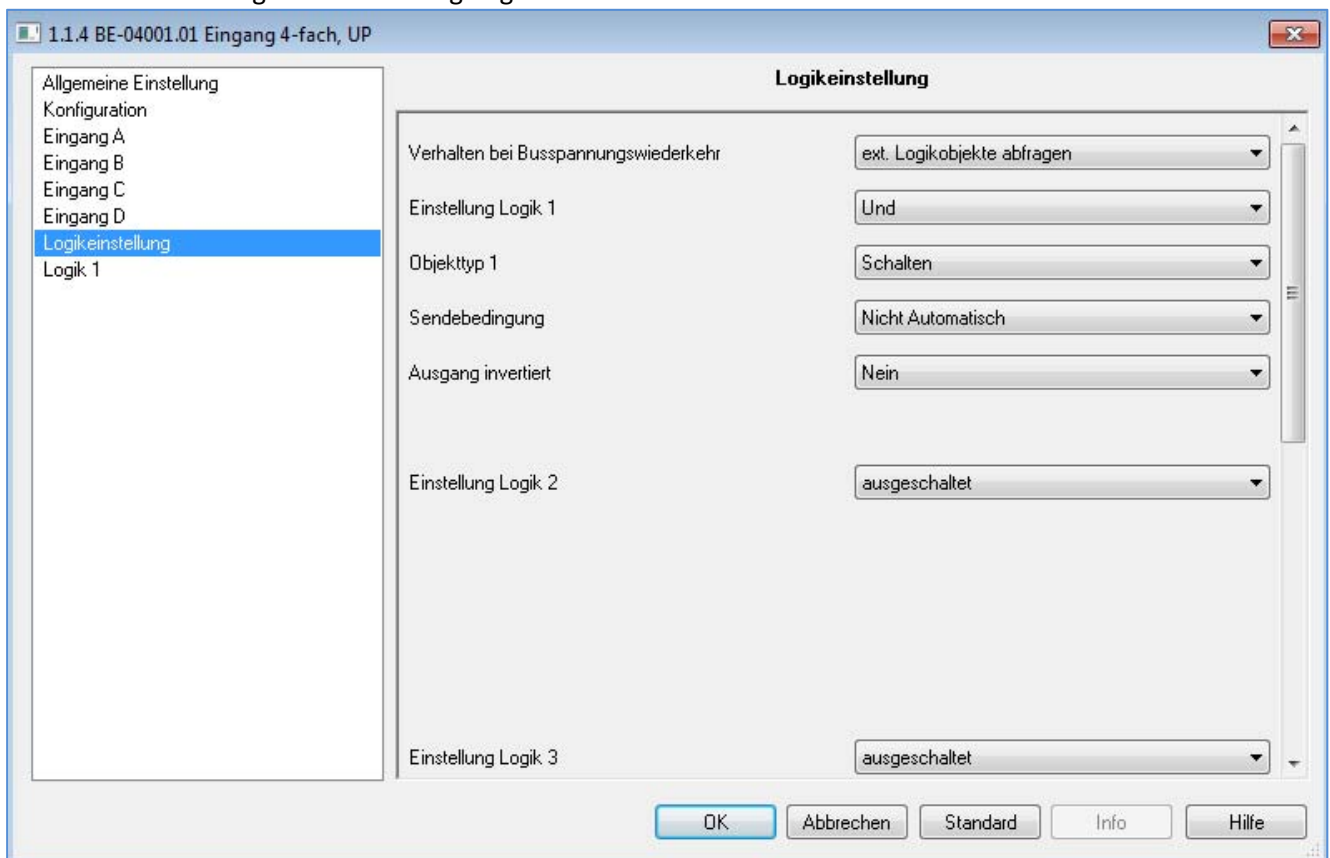 1.1.4 BE-04001.01 Eingang 4-fach, UP
Allgemeine Einstellung
Konfiguration
Eingang A
Eingang B
Eingang C
Eingang D
Logikeinstellung
Logik 1
Logikeinstellung
Verhalten bei Busspannungswiederkehr ext. Logikobjekte abfragen
Einstellung Logik 1 Und
Objekttyp 1 Schalten
Sendebedingung Nicht Automatisch
Ausgang invertiert Nein
Einstellung Logik 2 ausgeschaltet
Einstellung Logik 3 ausgeschaltet
OK Abbrechen Standard Info Hilfe